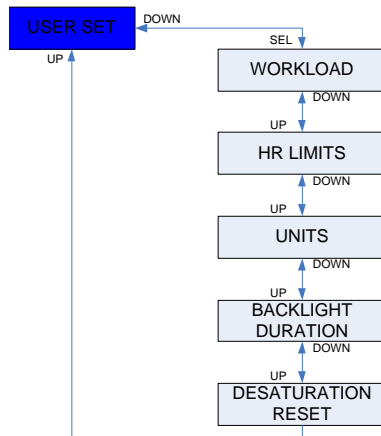 USER SET
DOWN
SEL
UP
WORKLOAD
DOWN
UP
HR LIMITS
DOWN
UP
UNITS
DOWN
UP
BACKLIGHT
DURATION
DOWN
UP
DESATURATION
RESET